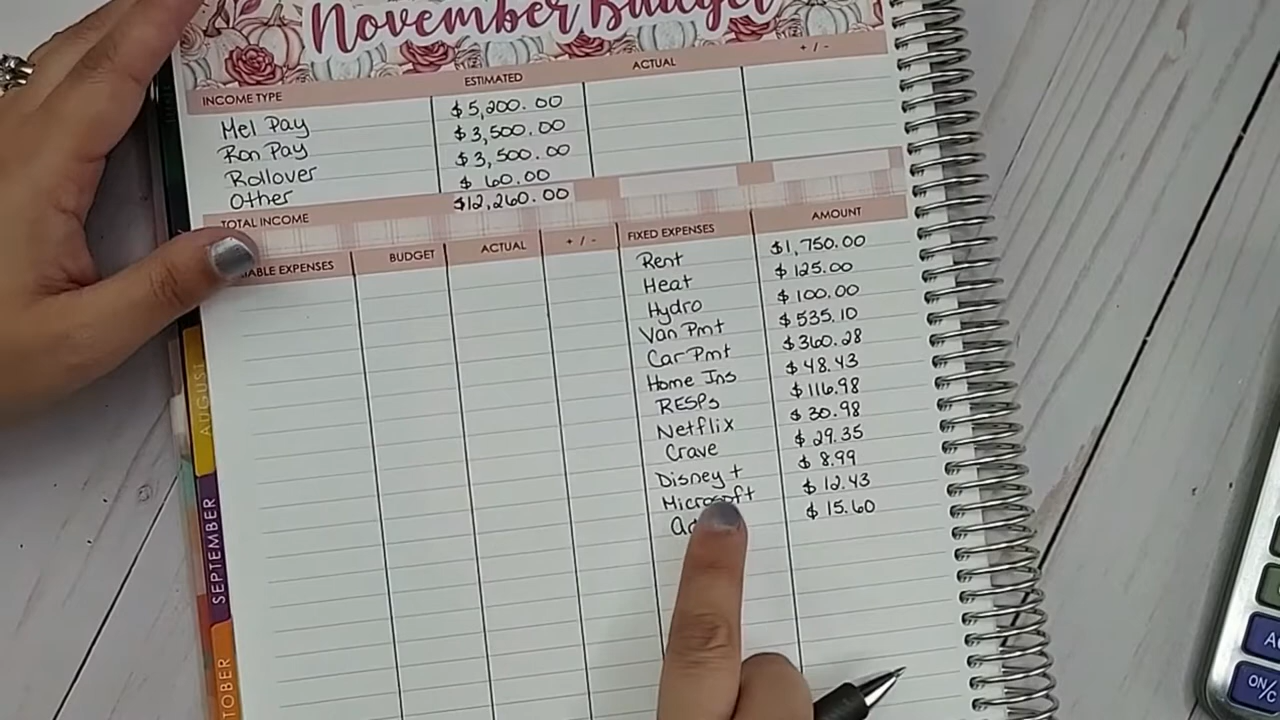 November Budget
INCOME TYPE ESTIMATED ACTUAL + / -
Mel Pay $5,200.00
Ron Pay $3,500.00
Rollover $3,500.00
Other $60.00
TOTAL INCOME $12,260.00
EXPENSES BUDGET ACTUAL + / - FIXED EXPENSES AMOUNT
Rent $1,750.00
Heat $125.00
Hydro $100.00
Van Pmt $535.10
Car Pmt $360.28
Home Ins $48.43
RESPs $116.98
Netflix $30.98
Crave $29.35
Disney + $8.99
Microsoft $12.43
$15.60
AUGUST
SEPTEMBER
TOBER
ON/C